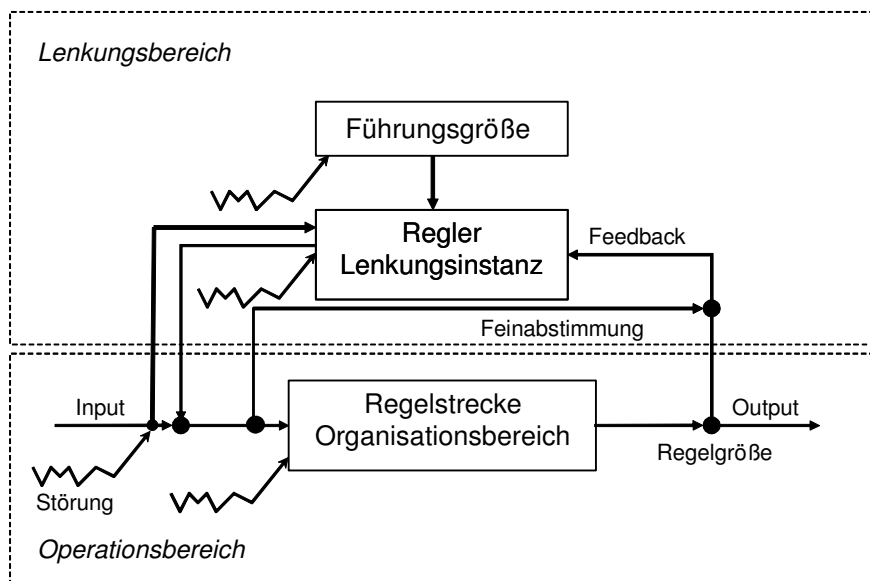 Lenkungsbereich
Führungsgröße
Regler
Lenkungsinstanz
Feedback
Feinabstimmung
Input
Regelstrecke
Organisationsbereich
Output
Regelgröße
Störung
Operationsbereich